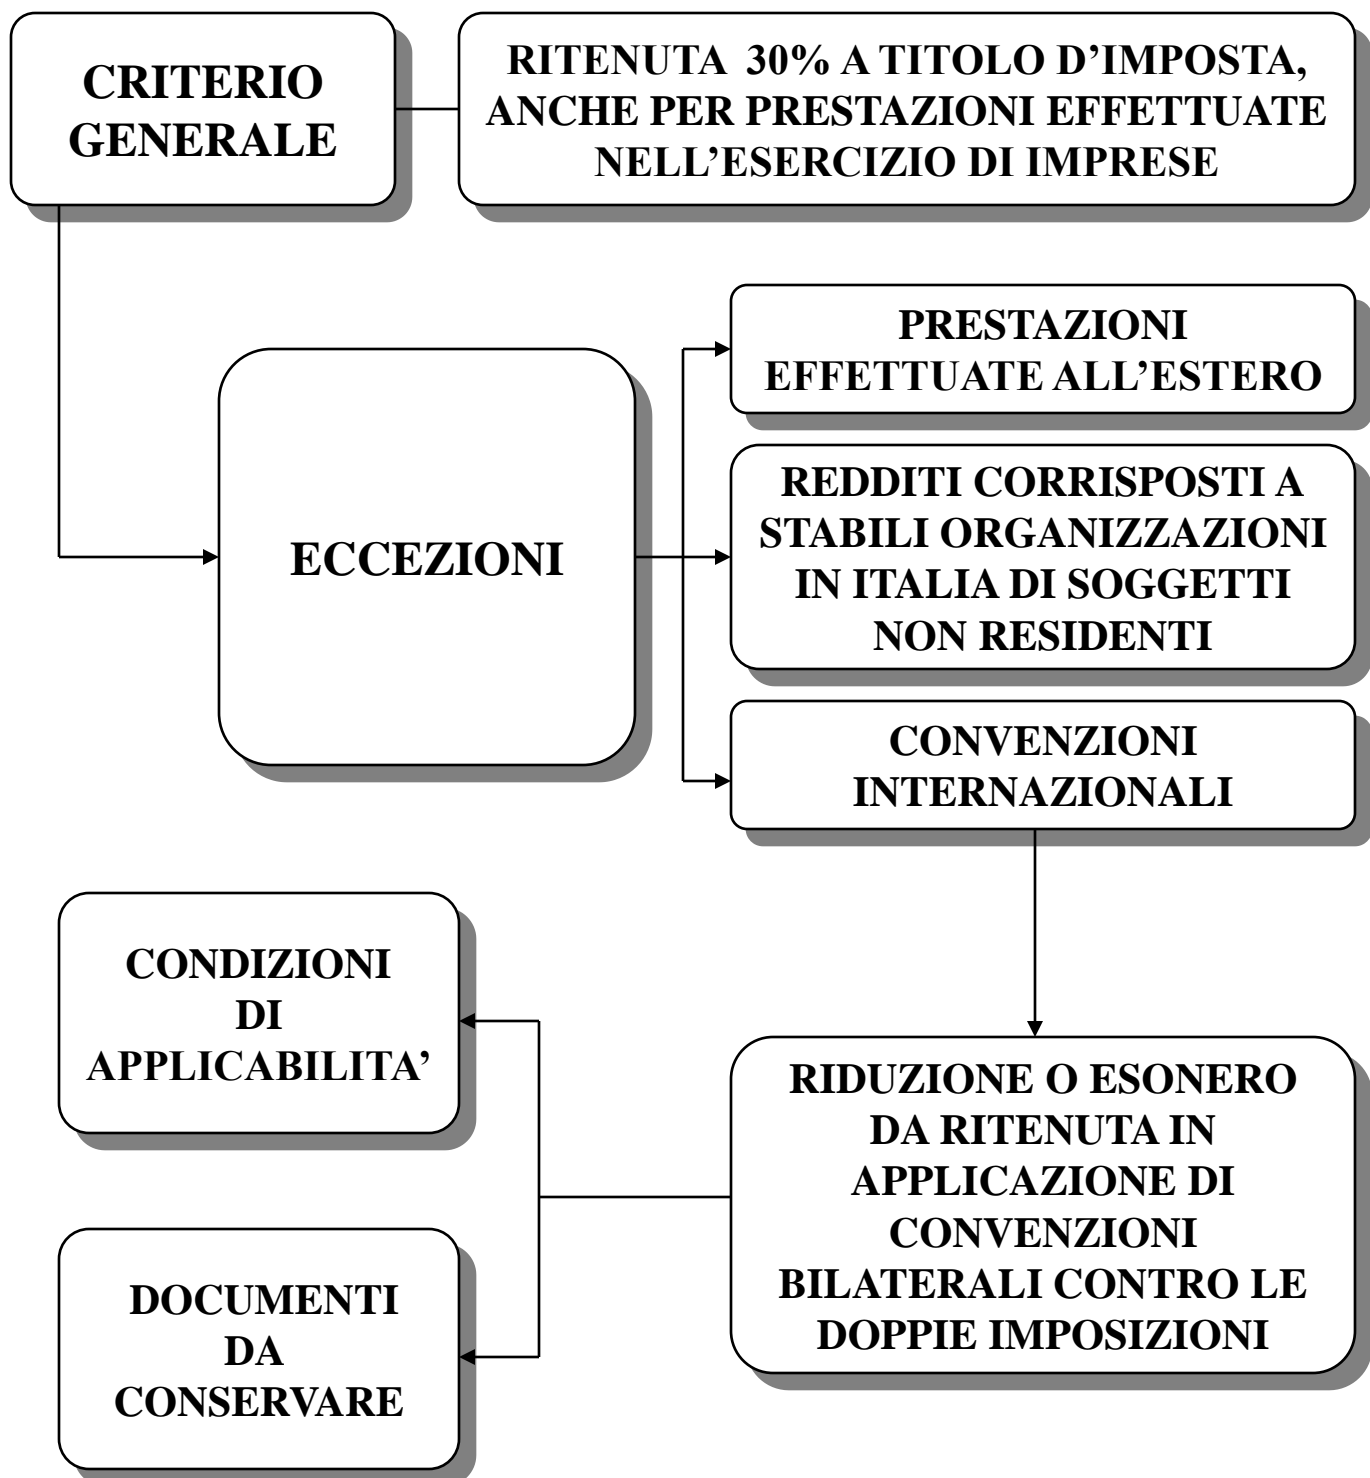 CRITERIO
GENERALE
RITENUTA 30% A TITOLO D’IMPOSTA,
ANCHE PER PRESTAZIONI EFFETTUATE
NELL’ESERCIZIO DI IMPRESE
PRESTAZIONI
EFFETTUATE ALL’ESTERO
ECCEZIONI
REDDITI CORRISPOSTI A
STABILI ORGANIZZAZIONI
IN ITALIA DI SOGGETTI
NON RESIDENTI
CONVENZIONI
INTERNAZIONALI
CONDIZIONI
DI
APPLICABILITA’
RIDUZIONE O ESONERO
DA RITENUTA IN
APPLICAZIONE DI
CONVENZIONI
BILATERALI CONTRO LE
DOPPIE IMPOSIZIONI
DOCUMENTI
DA
CONSERVARE